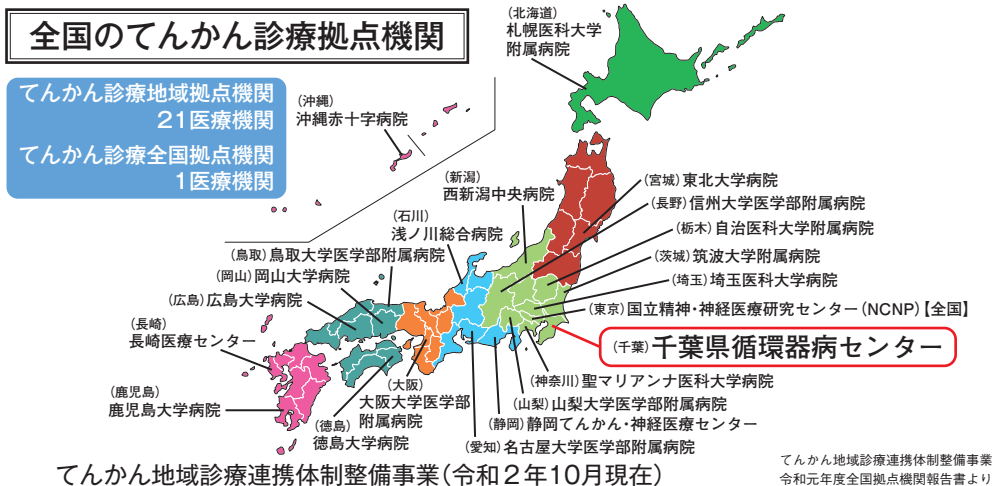 全国のてんかん診療拠点機関
てんかん診療地域拠点機関
21医療機関
てんかん診療全国拠点機関
1医療機関
(北海道)
札幌医科大学
附属病院
(沖縄)
沖縄赤十字病院
(新潟)
西新潟中央病院
(石川)
浅ノ川総合病院
(鳥取)鳥取大学医学部附属病院
(岡山)岡山大学病院
(広島)広島大学病院
(長崎)
長崎医療センター
(鹿児島)
鹿児島大学病院
(徳島)
徳島大学病院
(大阪)
大阪大学医学部
附属病院
(宮城)東北大学病院
(長野)信州大学医学部附属病院
(栃木)自治医科大学附属病院
(茨城)筑波大学附属病院
(埼玉)埼玉医科大学病院
(東京)国立精神・神経医療研究センター(NCNP)【全国】
(千葉)千葉県循環器病センター
(神奈川)聖マリアンナ医科大学病院
(山梨)山梨大学医学部附属病院
(静岡)静岡てんかん・神経医療センター
(愛知)名古屋大学医学部附属病院
てんかん地域診療連携体制整備事業(令和2年10月現在)
てんかん地域診療連携体制整備事業
令和元年度全国拠点機関報告書より